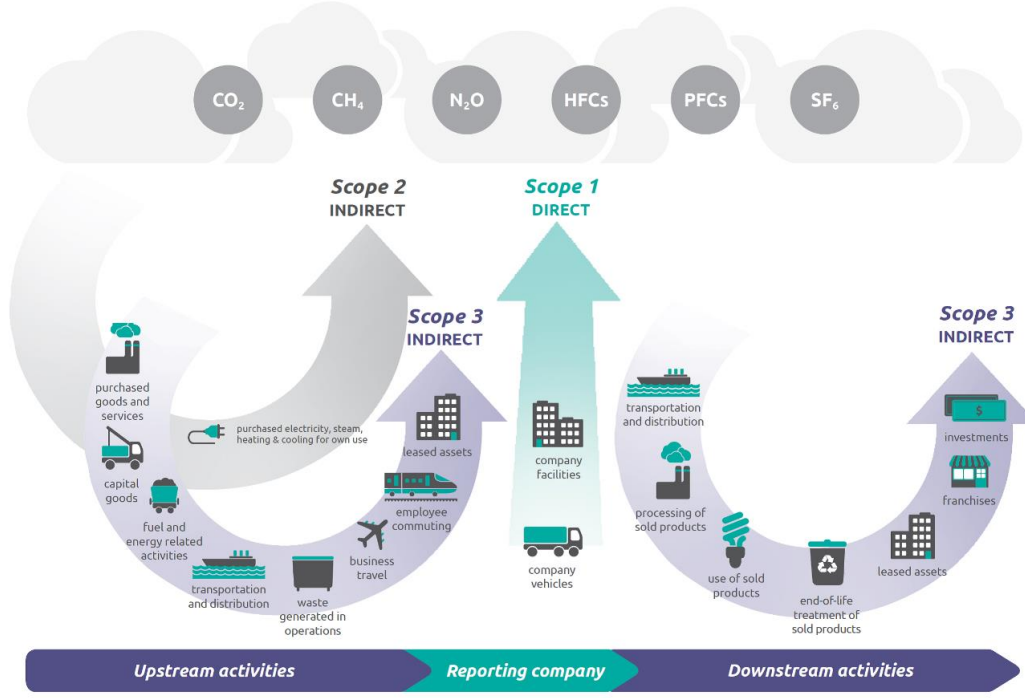 CO₂
CH₄
N₂O
HFCs
PFCs
SF₆
Scope 2
INDIRECT
Scope 1
DIRECT
Scope 3
INDIRECT
Scope 3
INDIRECT
purchased
goods and
services
capital
goods
fuel and
energy related
activities
transportation
and distribution
waste
generated in
operations
business
travel
employee
commuting
leased assets
purchased electricity, steam,
heating & cooling for own use
company
facilities
company
vehicles
transportation
and distribution
processing of
sold products
use of sold
products
end-of-life
treatment of
sold products
leased assets
franchises
$
investments
Upstream activities
Reporting company
Downstream activities